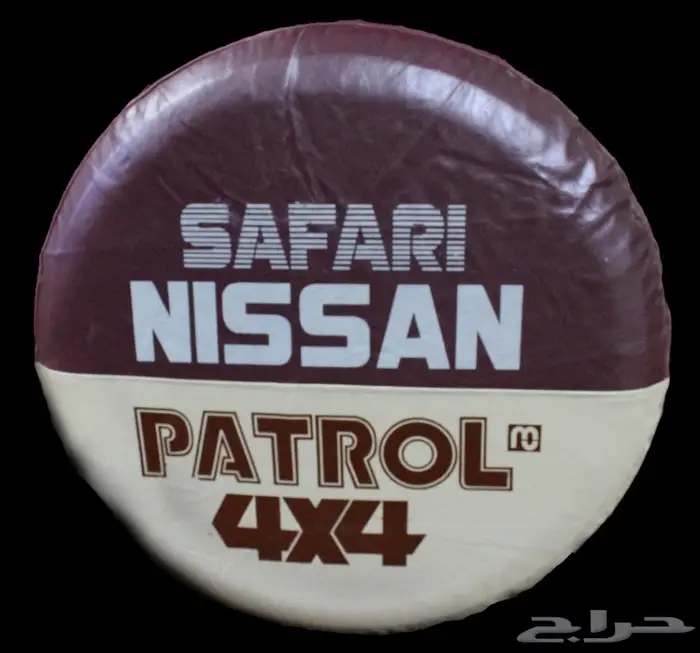 SAFARI
NISSAN
PATROL
4X4
حراج